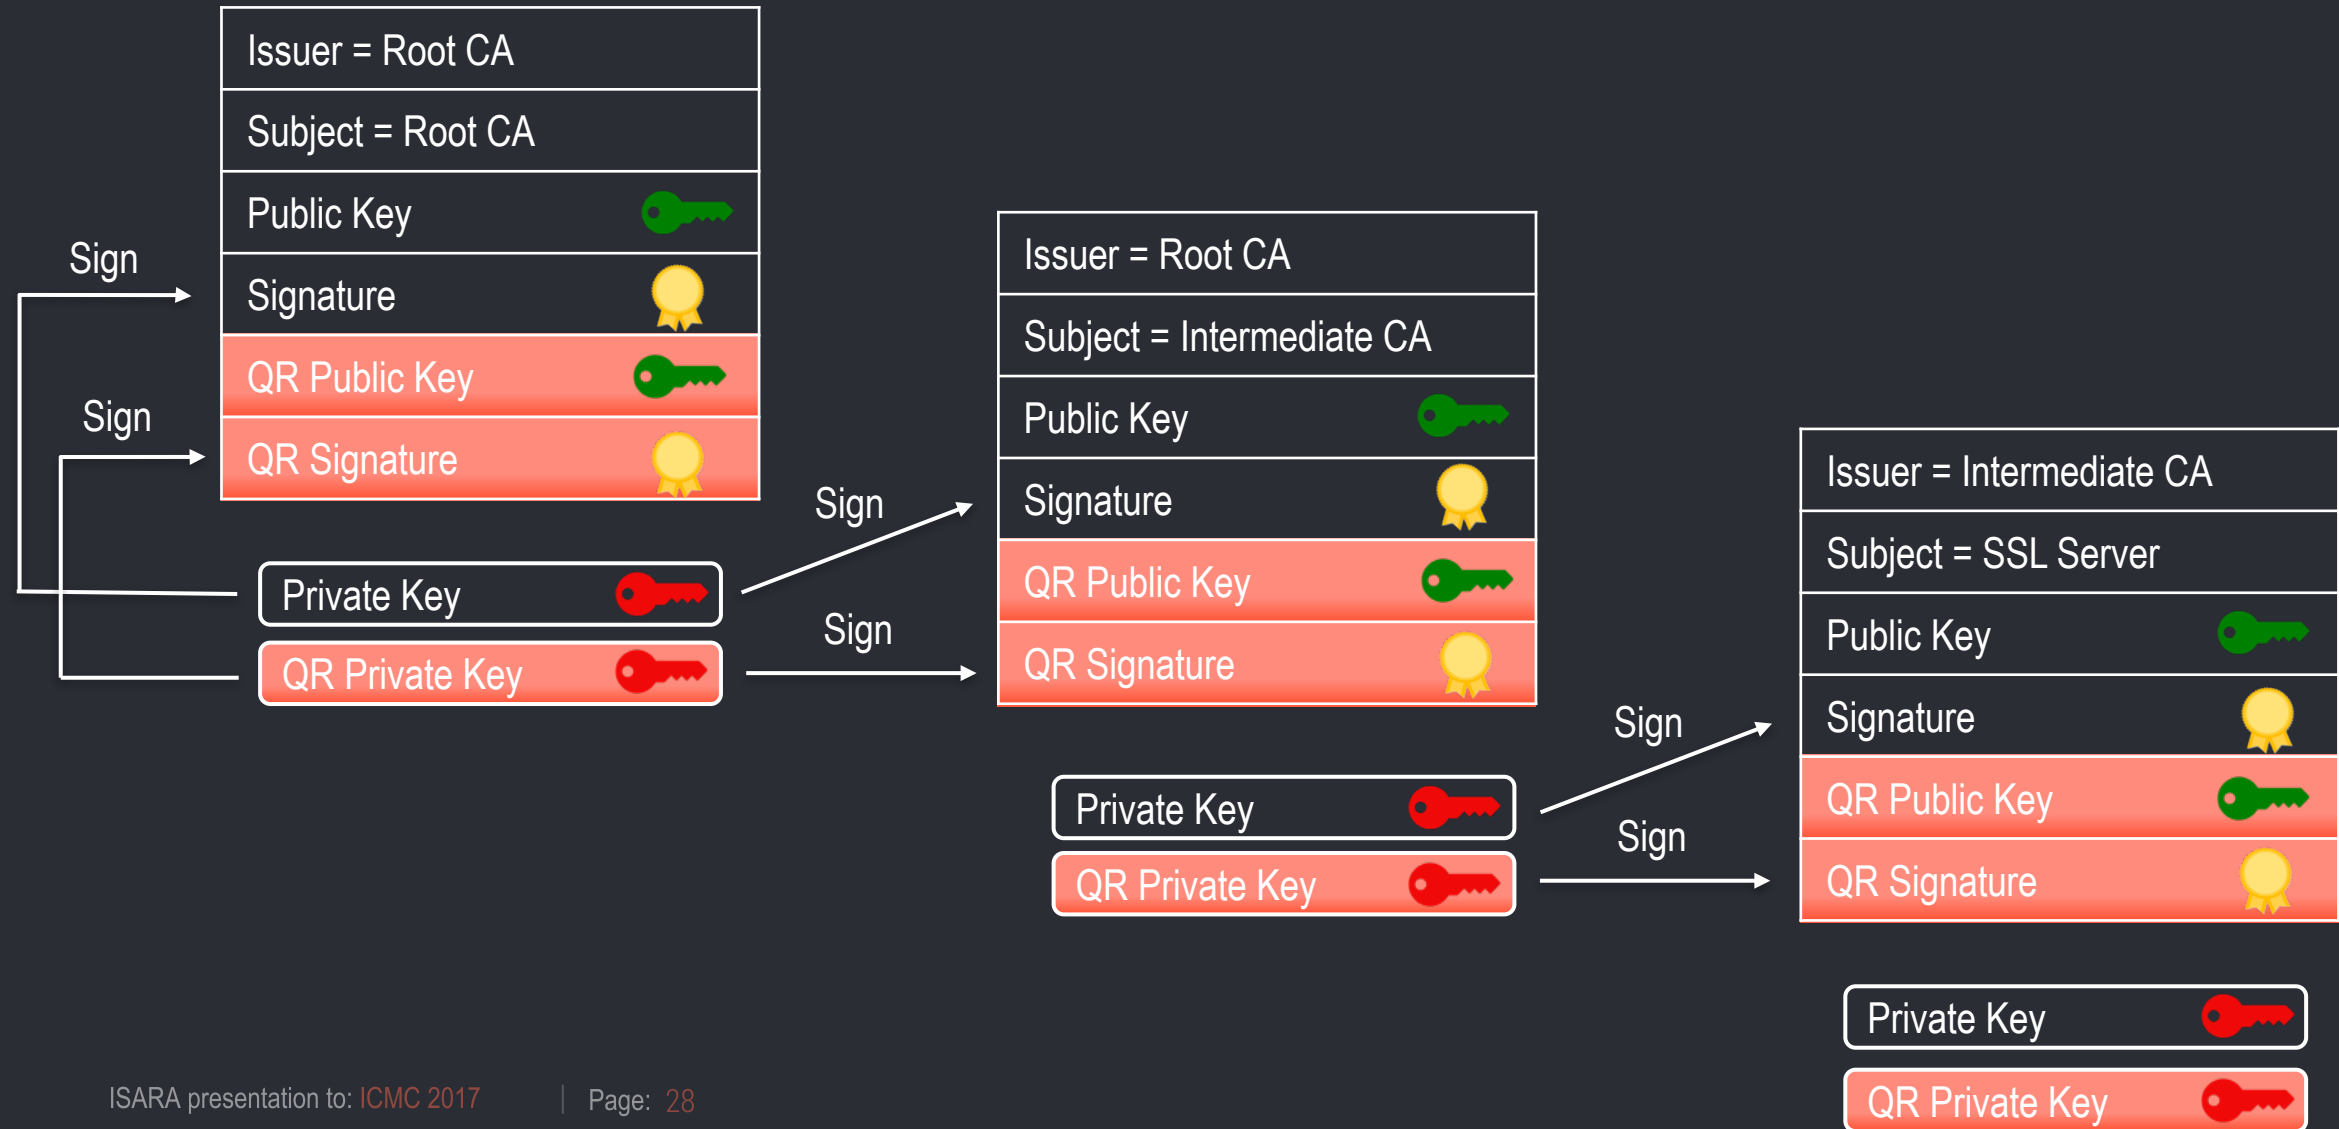 Issuer = Root CA
Subject = Root CA
Public Key
Signature
QR Public Key
QR Signature
Sign
Sign
Private Key
QR Private Key
Sign
Sign
Issuer = Root CA
Subject = Intermediate CA
Public Key
Signature
QR Public Key
QR Signature
Private Key
QR Private Key
Sign
Sign
Issuer = Intermediate CA
Subject = SSL Server
Public Key
Signature
QR Public Key
QR Signature
Private Key
QR Private Key
ISARA presentation to: ICMC 2017 | Page: 28